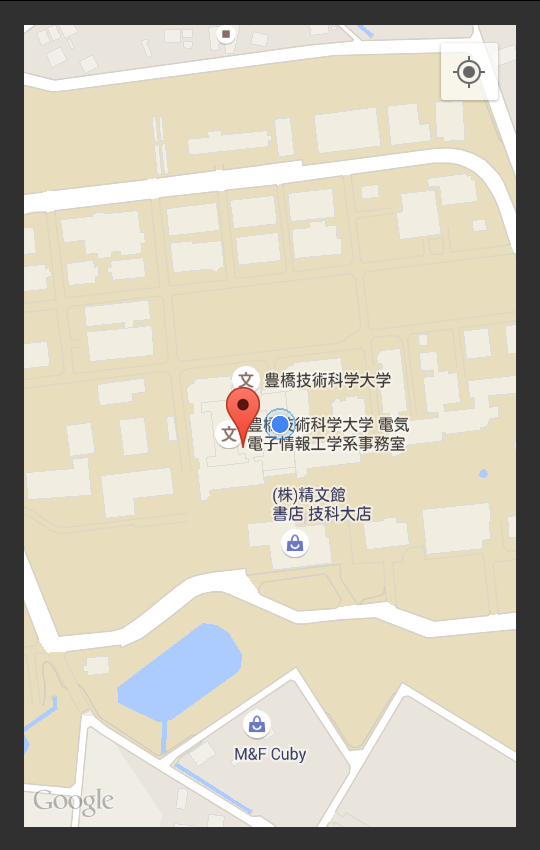 文 豊橋技術科学大学
豊橋技術科学大学 電気
文 電子情報工学系事務室
(株)精文館
書店 技科大店
M&F Cuby
Google